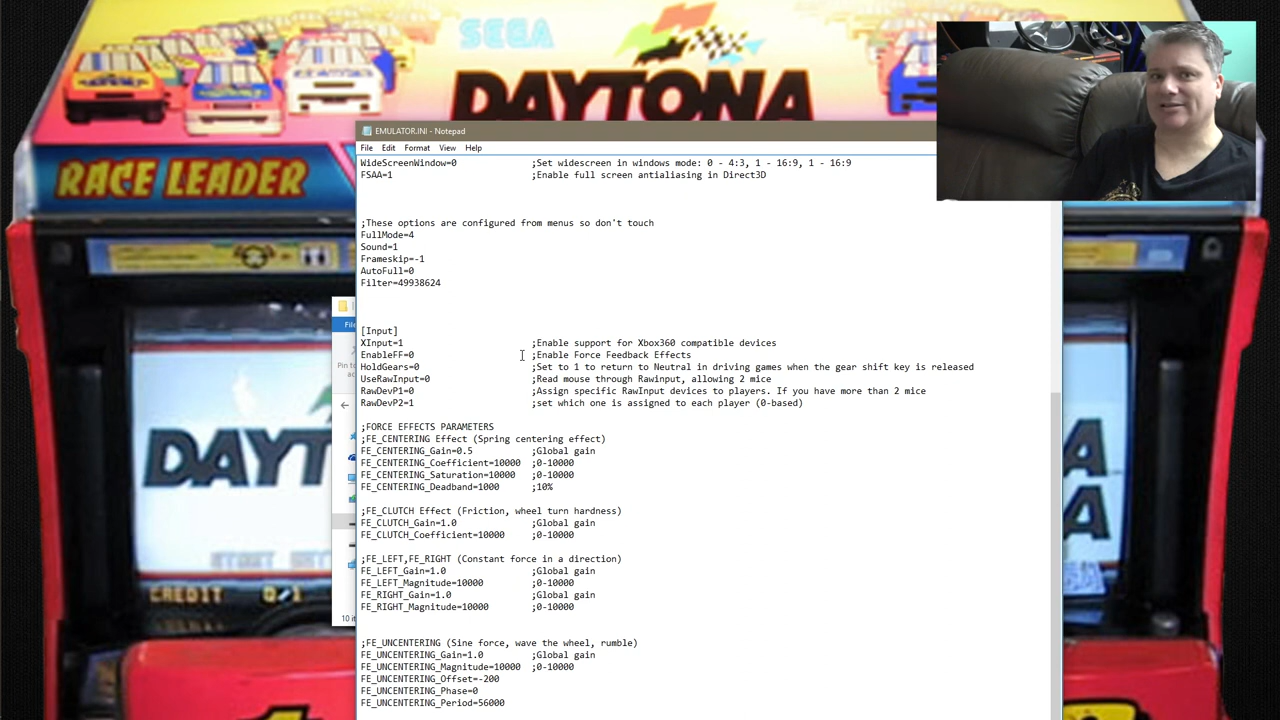 SEGA
DAYTONA
RACE LEADER
EMULATOR.INI - Notepad
File Edit Format View Help
WideScreenWindow=0 ;Set widescreen in windows mode: 0 - 4:3, 1 - 16:9, 1 - 16:9
FSAA=1 ;Enable full screen antialiasing in Direct3D
;These options are configured from menus so don't touch
FullMode=4
Sound=1
Frameskip=-1
AutoFull=0
Filter=49938624
[Input]
XInput=1 ;Enable support for Xbox360 compatible devices
EnableFF=0 ;Enable Force Feedback Effects
HoldGears=0 ;Set to 1 to return to Neutral in driving games when the gear shift key is released
UseRawInput=0 ;Read mouse through Rawinput, allowing 2 mice
RawDevP1=0 ;Assign specific RawInput devices to players. If you have more than 2 mice
RawDevP2=1 ;set which one is assigned to each player (0-based)
;FORCE EFFECTS PARAMETERS
;FE_CENTERING Effect (Spring centering effect)
FE_CENTERING_Gain=0.5 ;Global gain
FE_CENTERING_Coefficient=10000 ;0-10000
FE_CENTERING_Saturation=10000 ;0-10000
FE_CENTERING_Deadband=1000 ;10%
;FE_CLUTCH Effect (Friction, wheel turn hardness)
FE_CLUTCH_Gain=1.0 ;Global gain
FE_CLUTCH_Coefficient=10000 ;0-10000
;FE_LEFT,FE_RIGHT (Constant force in a direction)
FE_LEFT_Gain=1.0 ;Global gain
FE_LEFT_Magnitude=10000 ;0-10000
FE_RIGHT_Gain=1.0 ;Global gain
FE_RIGHT_Magnitude=10000 ;0-10000
;FE_UNCENTERING (Sine force, wave the wheel, rumble)
FE_UNCENTERING_Gain=1.0 ;Global gain
FE_UNCENTERING_Magnitude=10000 ;0-10000
FE_UNCENTERING_Offset=-200
FE_UNCENTERING_Phase=0
FE_UNCENTERING_Period=56000
File
Pin t
ac
10 it
DAYT
CREDIT